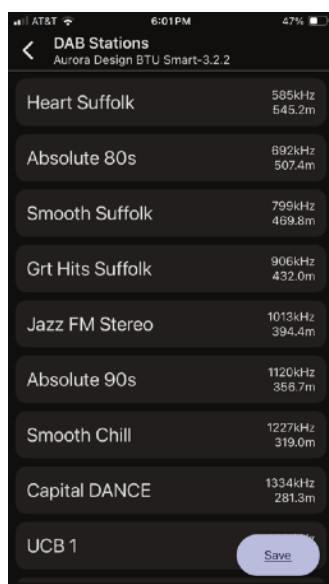 AT&T 6:01PM 47%
DAB Stations
Aurora Design BTU Smart-3.2.2
Heart Suffolk 585kHz
545.2m
Absolute 80s 692kHz
507.4m
Smooth Suffolk 799kHz
469.8m
Grt Hits Suffolk 906kHz
432.0m
Jazz FM Stereo 1013kHz
394.4m
Absolute 90s 1120kHz
356.7m
Smooth Chill 1227kHz
319.0m
Capital DANCE 1334kHz
281.3m
UCB 1
Save